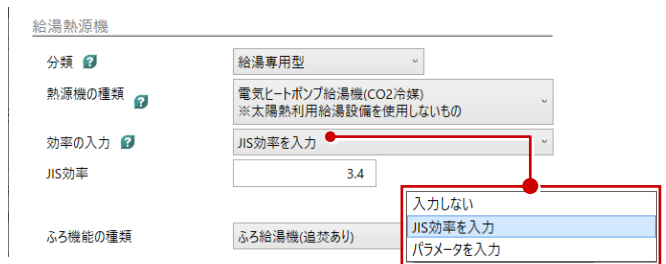 給湯熱源機
分類 ?
給湯専用型
熱源機の種類 ?
電気ヒートポンプ給湯機(CO2冷媒)
※太陽熱利用給湯設備を使用しないもの
効率の入力 ?
JIS効率を入力
JIS効率
3.4
入力しない
JIS効率を入力
パラメータを入力
ふろ機能の種類
ふろ給湯機(追焚あり)